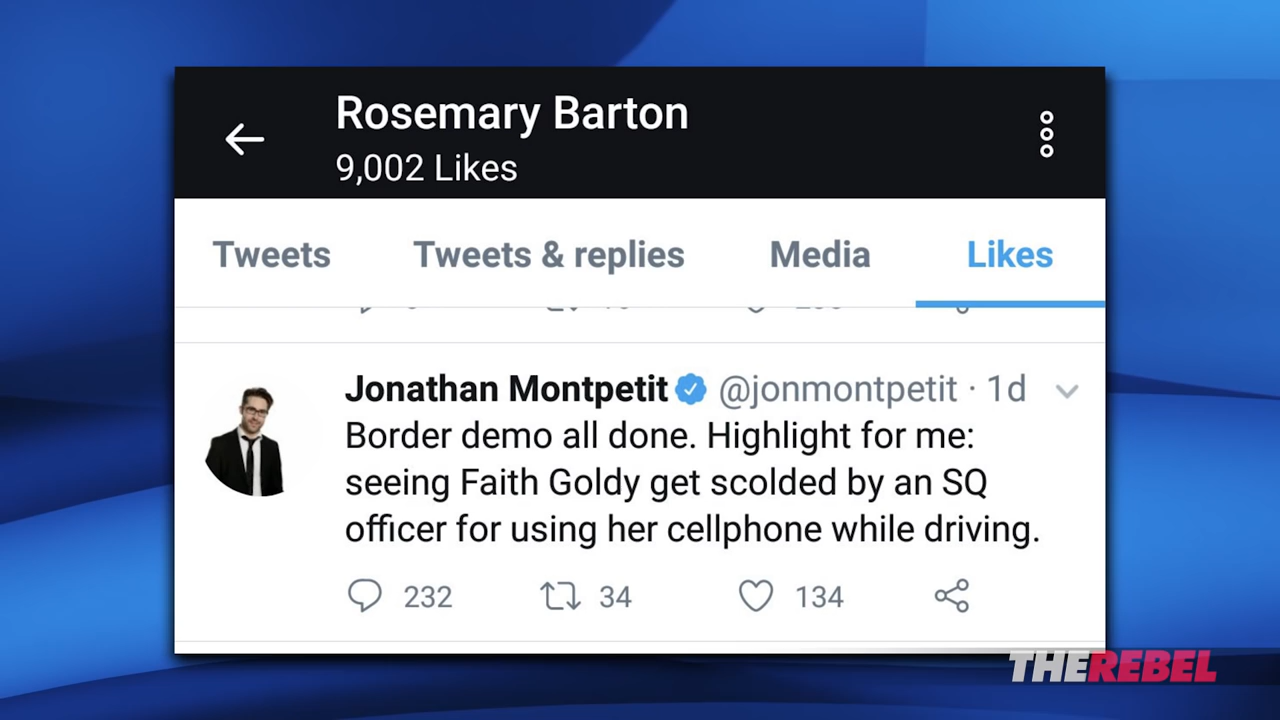 Rosemary Barton
9,002 Likes
Tweets Tweets & replies Media Likes
Jonathan Montpetit @jonmontpetit · 1d
Border demo all done. Highlight for me:
seeing Faith Goldy get scolded by an SQ
officer for using her cellphone while driving.
232 34 134
THEREBEL